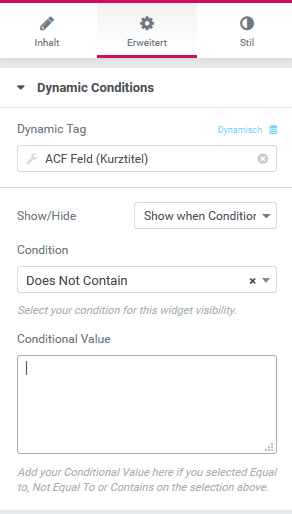 Inhalt
Erweitert
Stil
Dynamic Conditions
Dynamic Tag
Dynamisch
ACF Feld (Kurztitel)
Show/Hide
Show when Condition
Condition
Does Not Contain
Select your condition for this widget visibility.
Conditional Value
Add your Conditional Value here if you selected Equal
to, Not Equal To or Contains on the selection above.